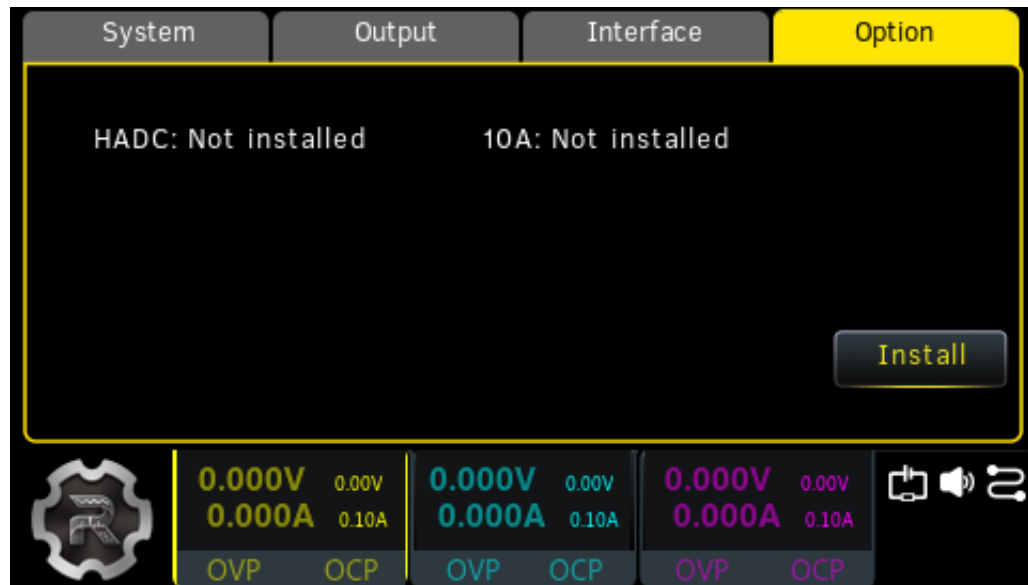 System Output Interface Option
HADC: Not installed 10A: Not installed
Install
0.000V 0.00V 0.000V 0.00V 0.000V 0.00V
0.000A 0.10A 0.000A 0.10A 0.000A 0.10A
OVP OCP OVP OCP OVP OCP
R